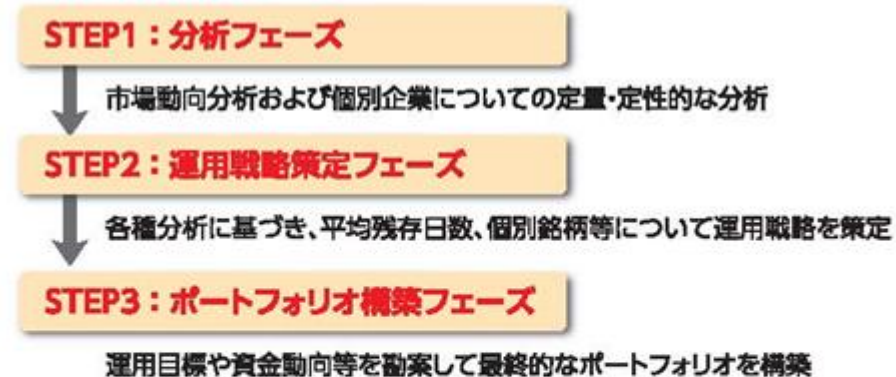 STEP1：分析フェーズ
市場動向分析および個別企業についての定量・定性的な分析
STEP2：運用戦略策定フェーズ
各種分析に基づき、平均残存日数、個別銘柄等について運用戦略を策定
STEP3：ポートフォリオ構築フェーズ
運用目標や資金動向等を勘案して最終的なポートフォリオを構築